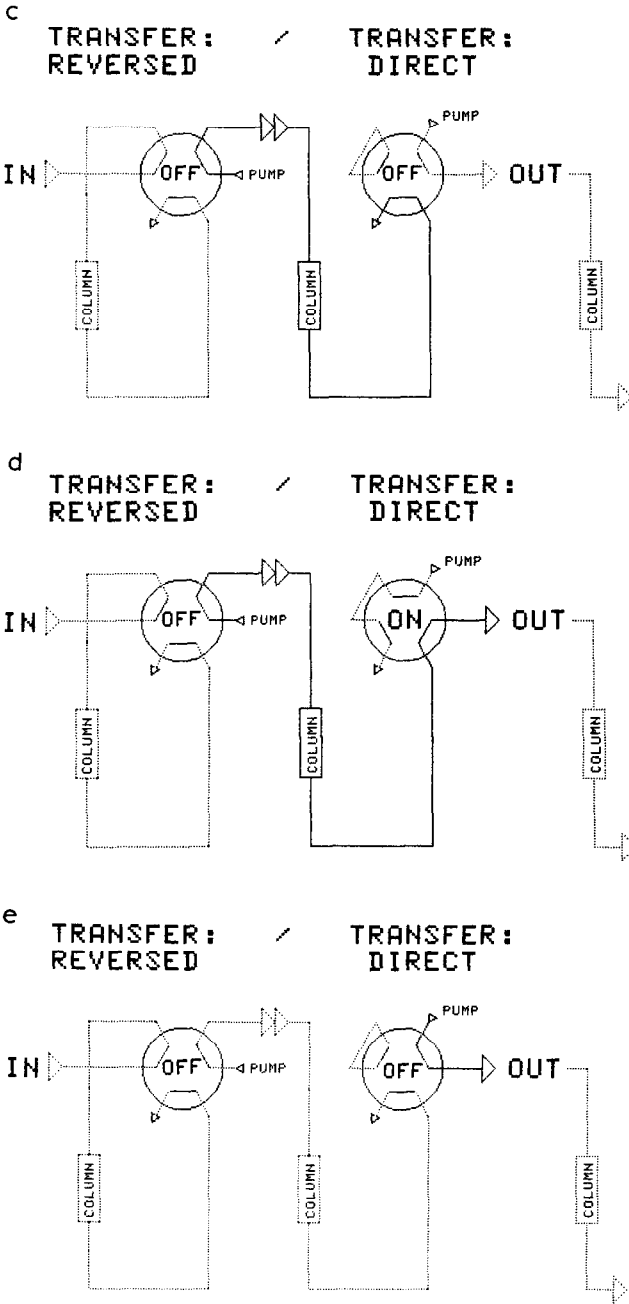 c
TRANSFER: / TRANSFER:
REVERSED DIRECT
PUMP
IN OFF PUMP OFF OUT
COLUMN COLUMN COLUMN
d
TRANSFER: / TRANSFER:
REVERSED DIRECT
PUMP
IN OFF PUMP ON OUT
COLUMN COLUMN COLUMN
e
TRANSFER: / TRANSFER:
REVERSED DIRECT
PUMP
IN OFF PUMP OFF OUT
COLUMN COLUMN COLUMN